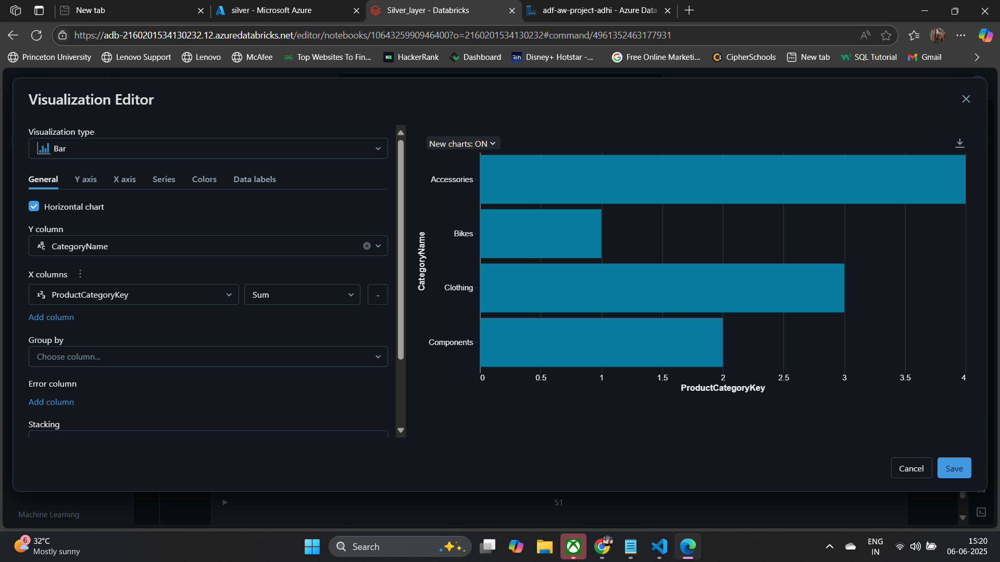 New tab
silver - Microsoft Azure
Silver_layer - Databricks
adf-aw-project-adhi - Azure Data
https://adb-2160201534130232.12.azuredatabricks.net/editor/notebooks/1064325990946400?o=2160201534130232#command/4961352463177931
Princeton University
Lenovo Support
Lenovo
McAfee
Top Websites To Fin...
HackerRank
Dashboard
Disney+ Hotstar -...
Free Online Marketi...
CipherSchools
New tab
SQL Tutorial
Gmail
Visualization Editor
Visualization type
Bar
General
Y axis
X axis
Series
Colors
Data labels
Horizontal chart
Y column
CategoryName
X columns
ProductCategoryKey
Sum
-
Add column
Group by
Choose column...
Error column
Add column
Stacking
New charts: ON
Accessories
Bikes
Clothing
Components
CategoryName
0 0.5 1 1.5 2 2.5 3 3.5 4
ProductCategoryKey
Cancel
Save
51
Machine Learning
6
32°C
Mostly sunny
Search
ENG
IN
15:20
06-06-2025